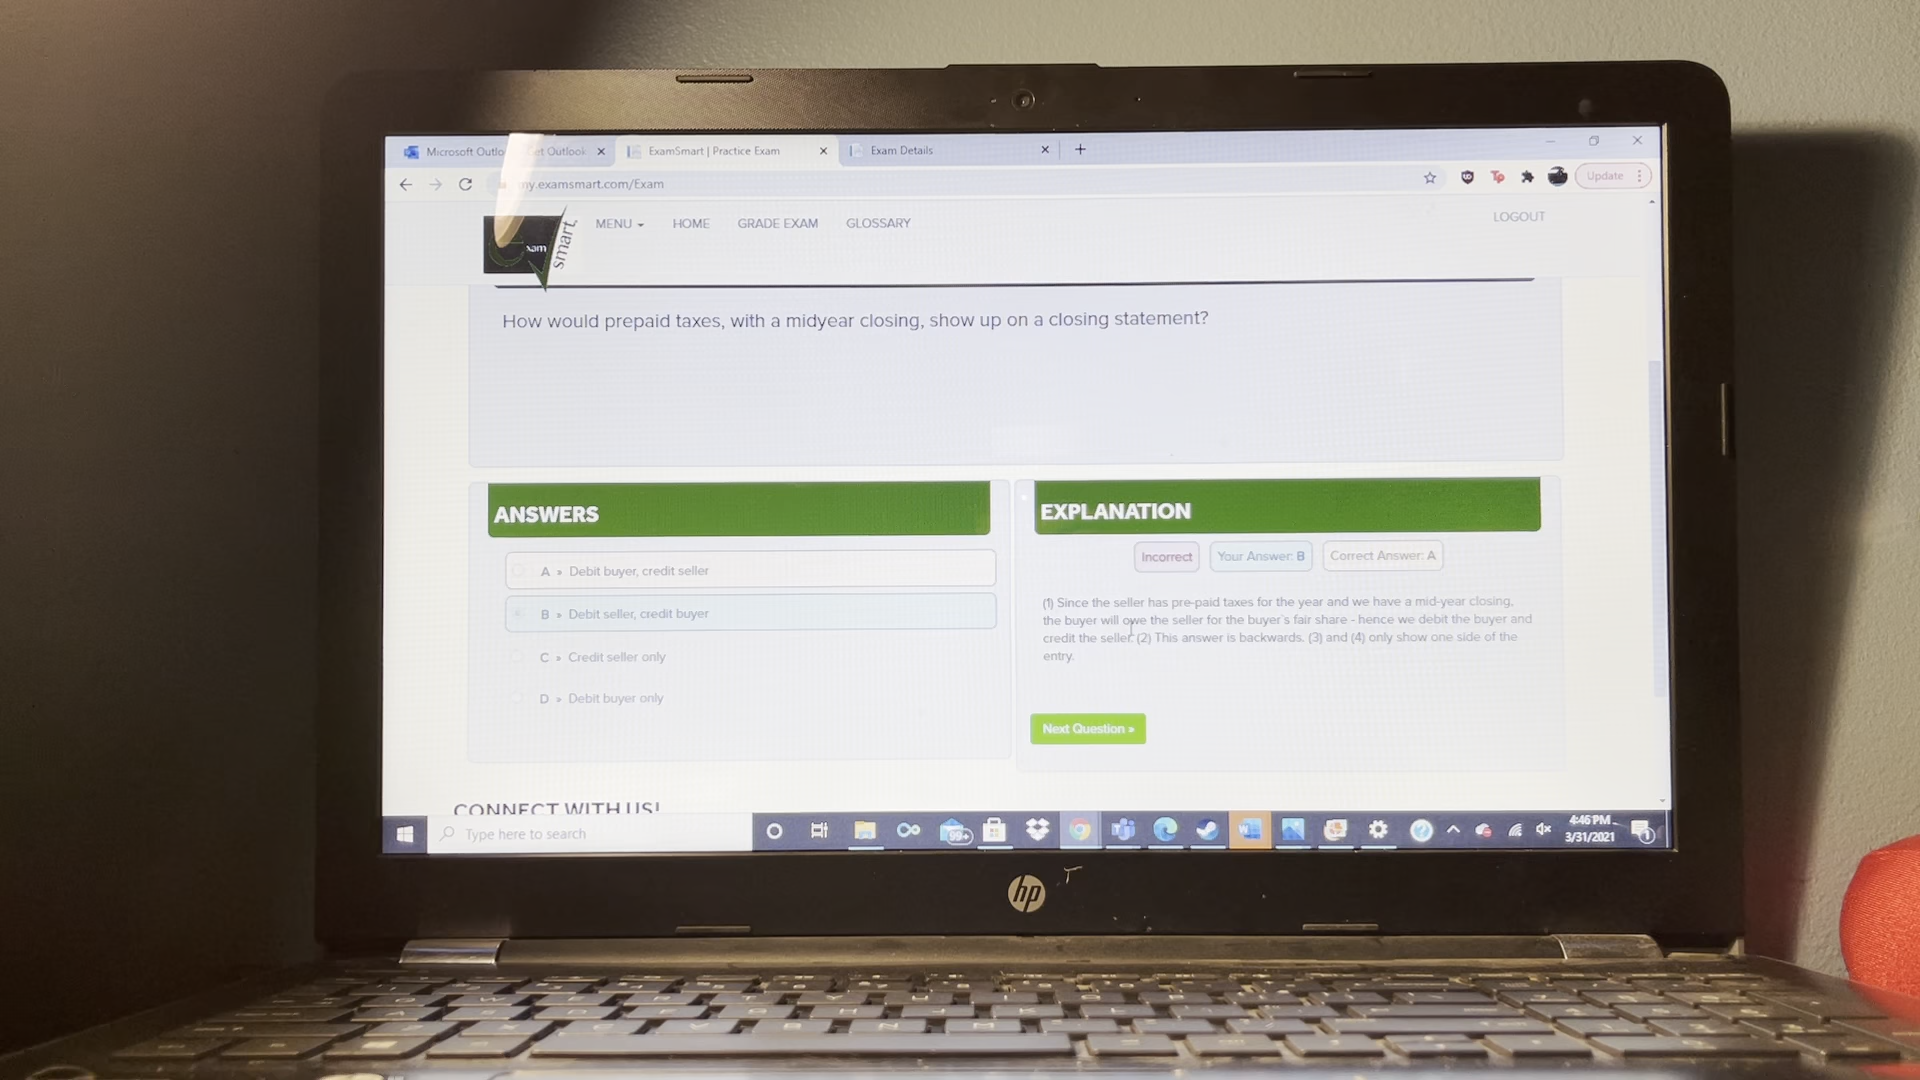 Microsoft Outlo
et Outlook
ExamSmart | Practice Exam
Exam Details
my.examsmart.com/Exam
Update
xam
smart
MENU
HOME
GRADE EXAM
GLOSSARY
LOGOUT
How would prepaid taxes, with a midyear closing, show up on a closing statement?
ANSWERS
A » Debit buyer, credit seller
B » Debit seller, credit buyer
C » Credit seller only
D » Debit buyer only
EXPLANATION
Incorrect
Your Answer: B
Correct Answer: A
(1) Since the seller has pre-paid taxes for the year and we have a mid-year closing,
the buyer will owe the seller for the buyer's fair share - hence we debit the buyer and
credit the seller. (2) This answer is backwards. (3) and (4) only show one side of the
entry.
Next Question »
CONNECT WITH US!
Type here to search
99+
4:46 PM
3/31/2021
1
hp